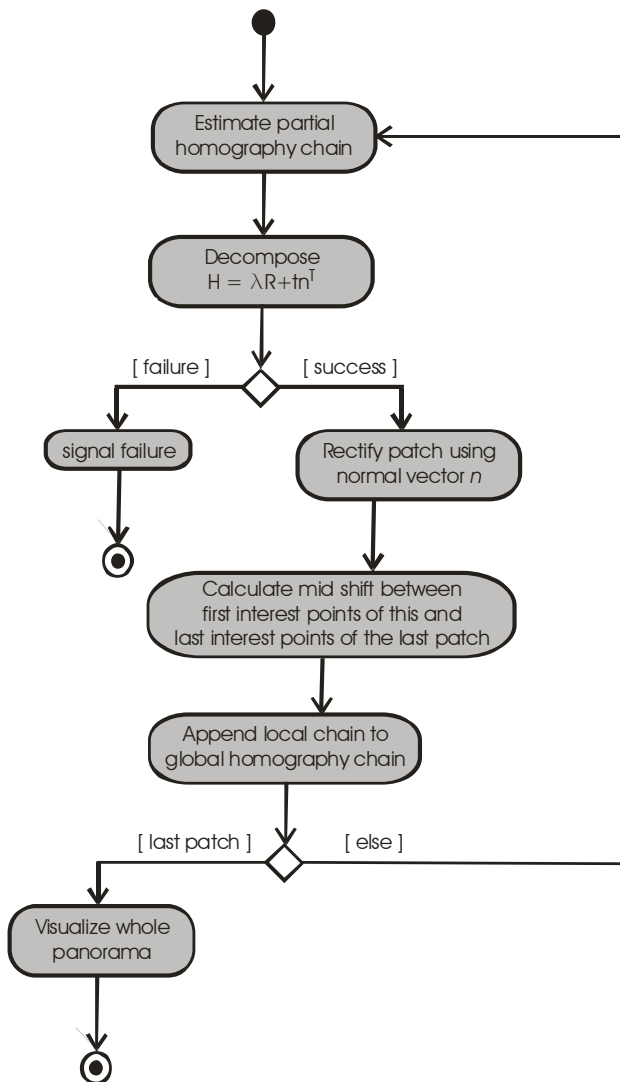 Estimate partial
homography chain
Decompose
H = λR+tnᵀ
[ failure ]
[ success ]
signal failure
Rectify patch using
normal vector n
Calculate mid shift between
first interest points of this and
last interest points of the last patch
Append local chain to
global homography chain
[ last patch ]
[ else ]
Visualize whole
panorama